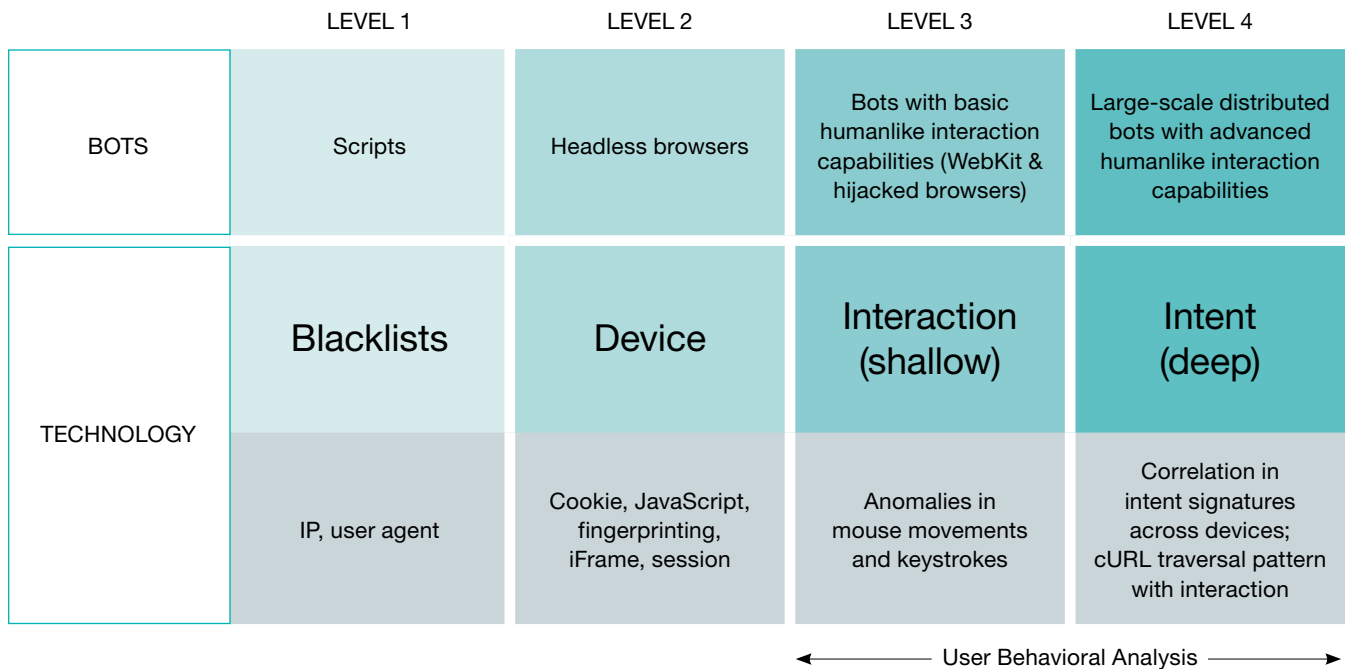 LEVEL 1
LEVEL 2
LEVEL 3
LEVEL 4
BOTS
Scripts
Headless browsers
Bots with basic
humanlike interaction
capabilities (WebKit &
hijacked browsers)
Large-scale distributed
bots with advanced
humanlike interaction
capabilities
TECHNOLOGY
Blacklists
Device
Interaction
(shallow)
Intent
(deep)
IP, user agent
Cookie, JavaScript,
fingerprinting,
iFrame, session
Anomalies in
mouse movements
and keystrokes
Correlation in
intent signatures
across devices;
cURL traversal pattern
with interaction
User Behavioral Analysis